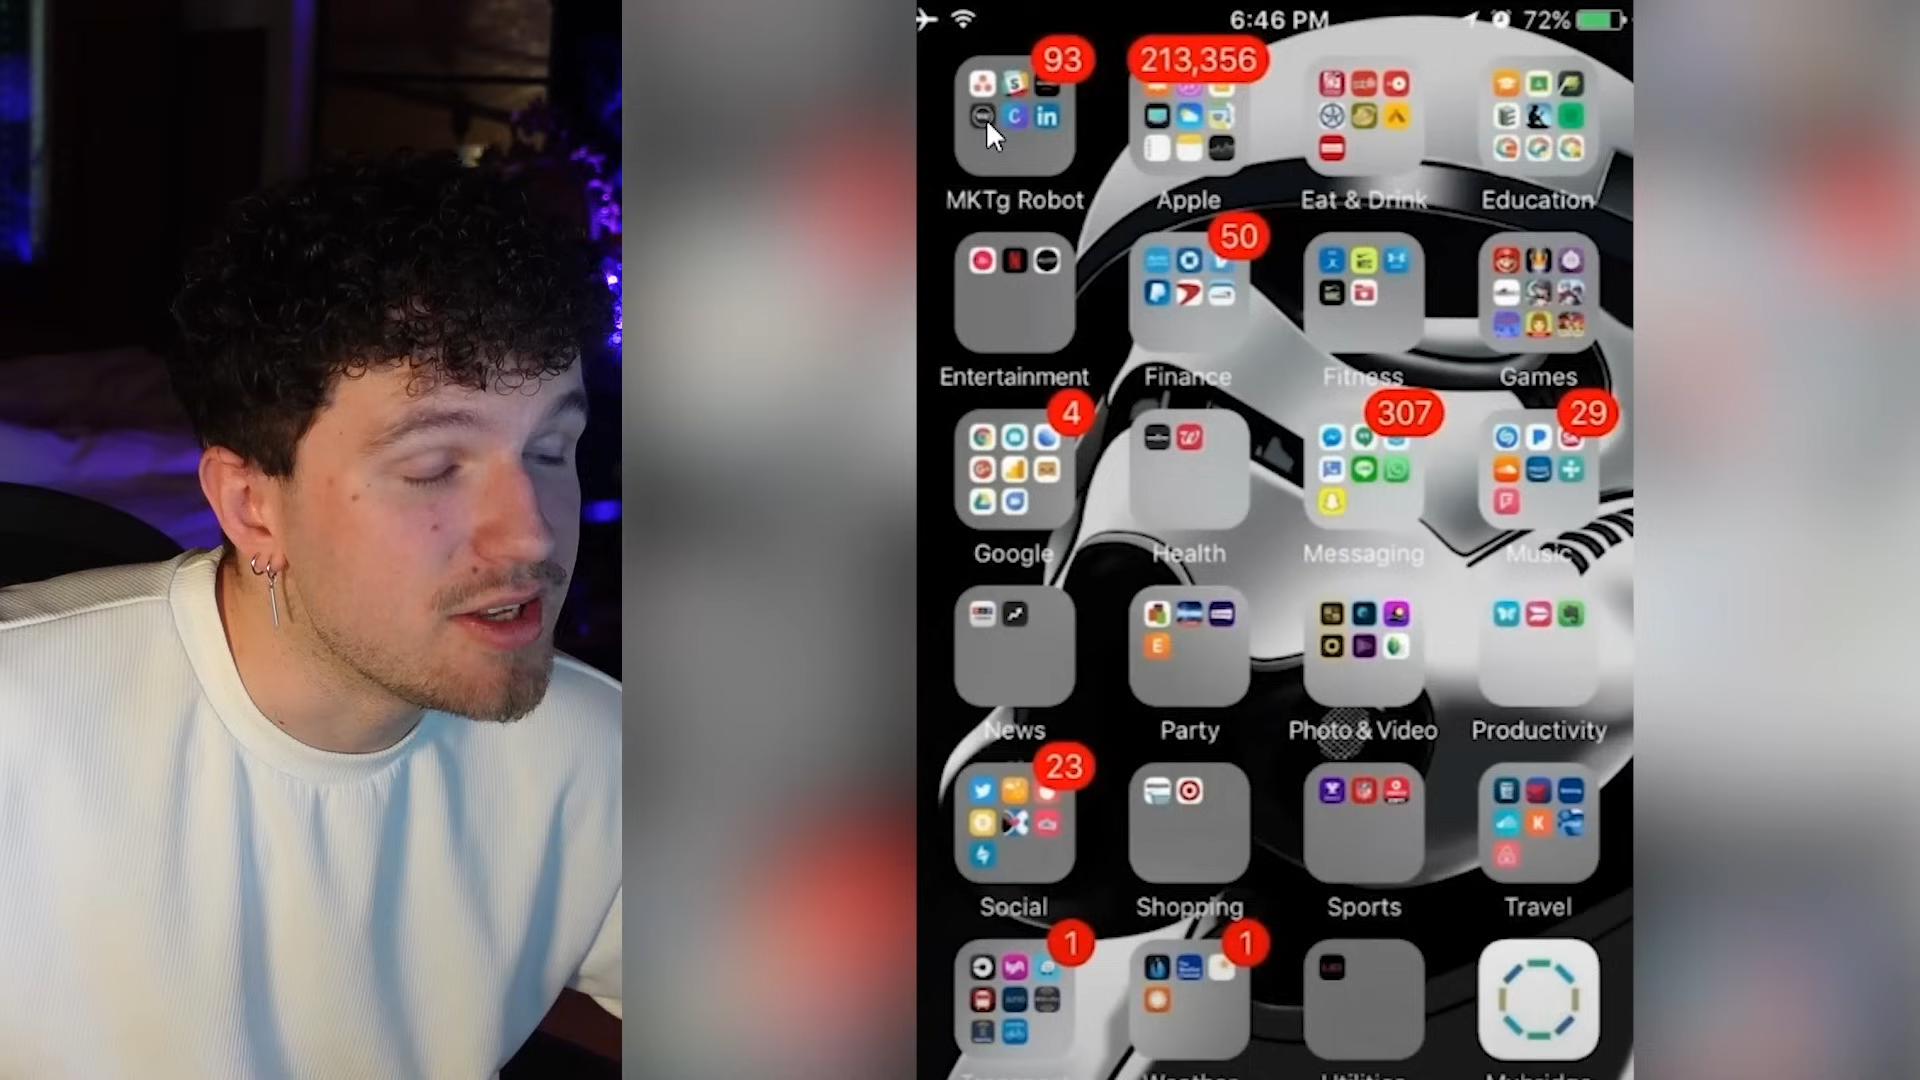 6:46 PM 72%
93 213,356
MKTg Robot Apple Eat & Drink Education
50
Entertainment Finance Fitness Games
4 307 29
Google Health Messaging Music
News Party Photo & Video Productivity
23
Social Shopping Sports Travel
1 1